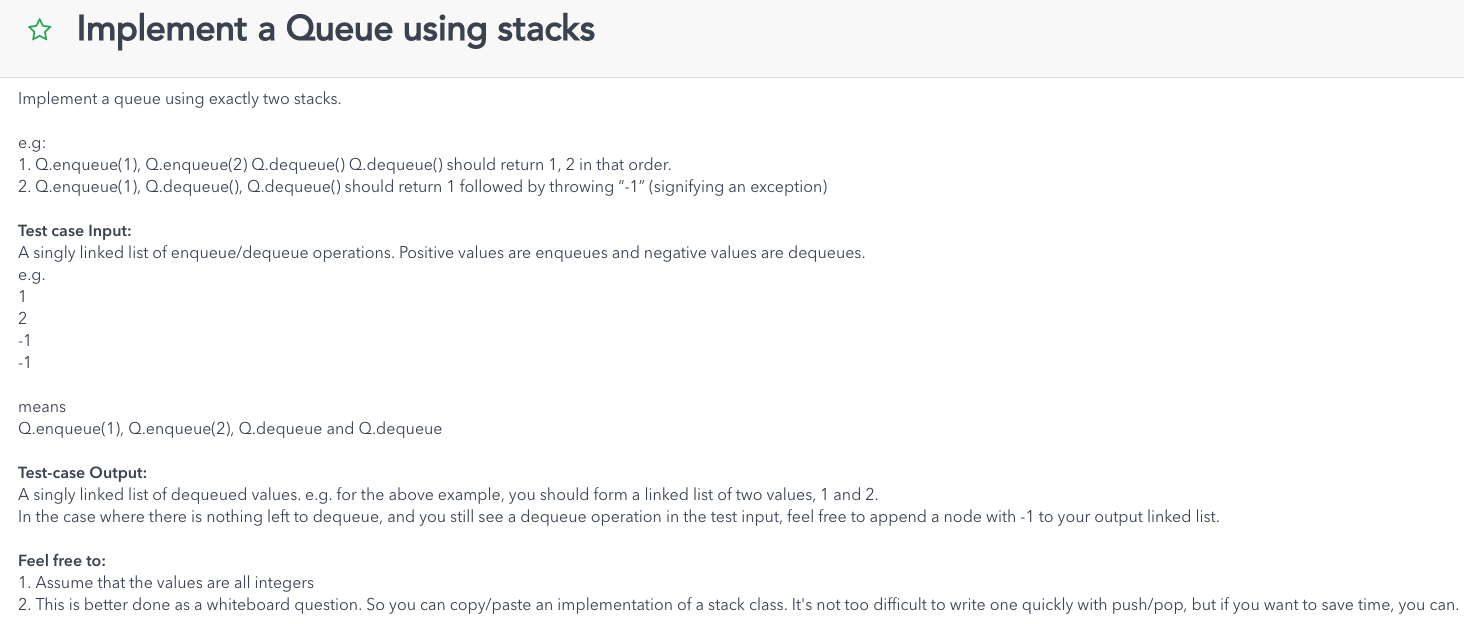 Implement a Queue using stacks
Implement a queue using exactly two stacks.
e.g:
1. Q.enqueue(1), Q.enqueue(2) Q.dequeue() Q.dequeue() should return 1, 2 in that order.
2. Q.enqueue(1), Q.dequeue(), Q.dequeue() should return 1 followed by throwing “-1” (signifying an exception)
Test case Input:
A singly linked list of enqueue/dequeue operations. Positive values are enqueues and negative values are dequeues.
e.g.
1
2
-1
-1
means
Q.enqueue(1), Q.enqueue(2), Q.dequeue and Q.dequeue
Test-case Output:
A singly linked list of dequeued values. e.g. for the above example, you should form a linked list of two values, 1 and 2.
In the case where there is nothing left to dequeue, and you still see a dequeue operation in the test input, feel free to append a node with -1 to your output linked list.
Feel free to:
1. Assume that the values are all integers
2. This is better done as a whiteboard question. So you can copy/paste an implementation of a stack class. It's not too difficult to write one quickly with push/pop, but if you want to save time, you can.